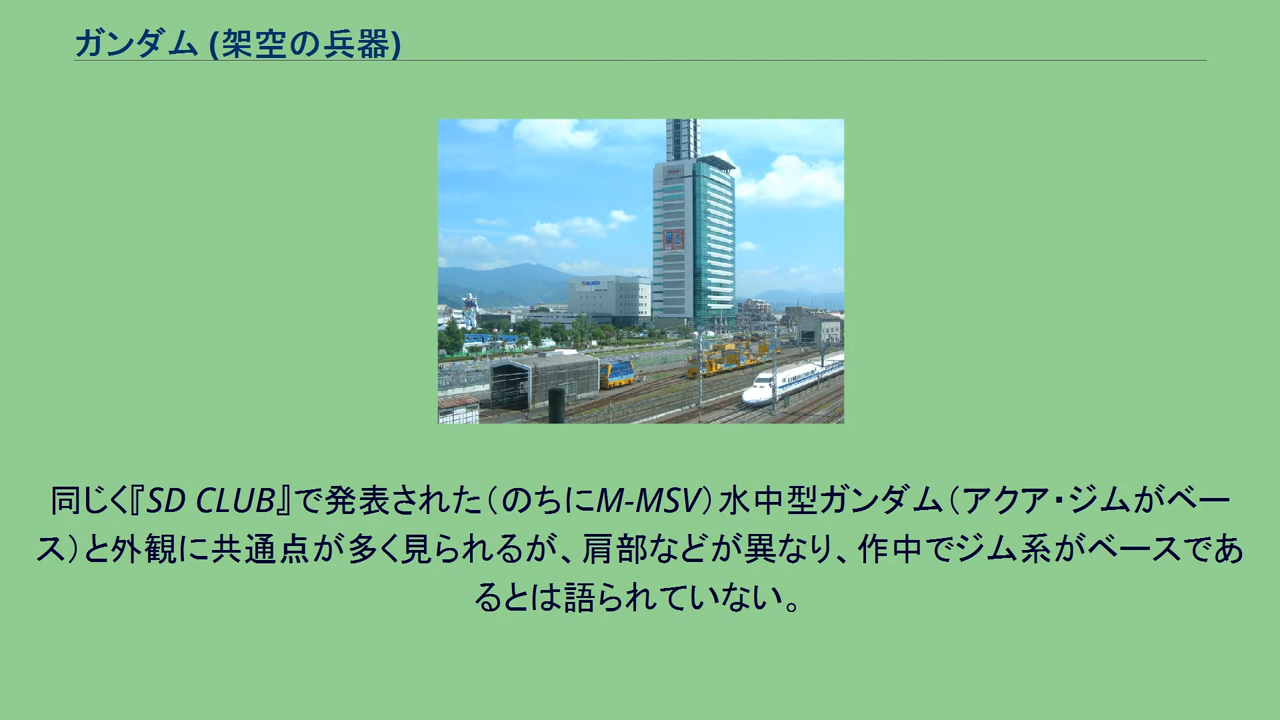 ガンダム (架空の兵器)
同じく『SD CLUB』で発表された（のちにM-MSV）水中型ガンダム（アクア・ジムがベー
ス）と外観に共通点が多く見られるが、肩部などが異なり、作中でジム系がベースであ
るとは語られていない。